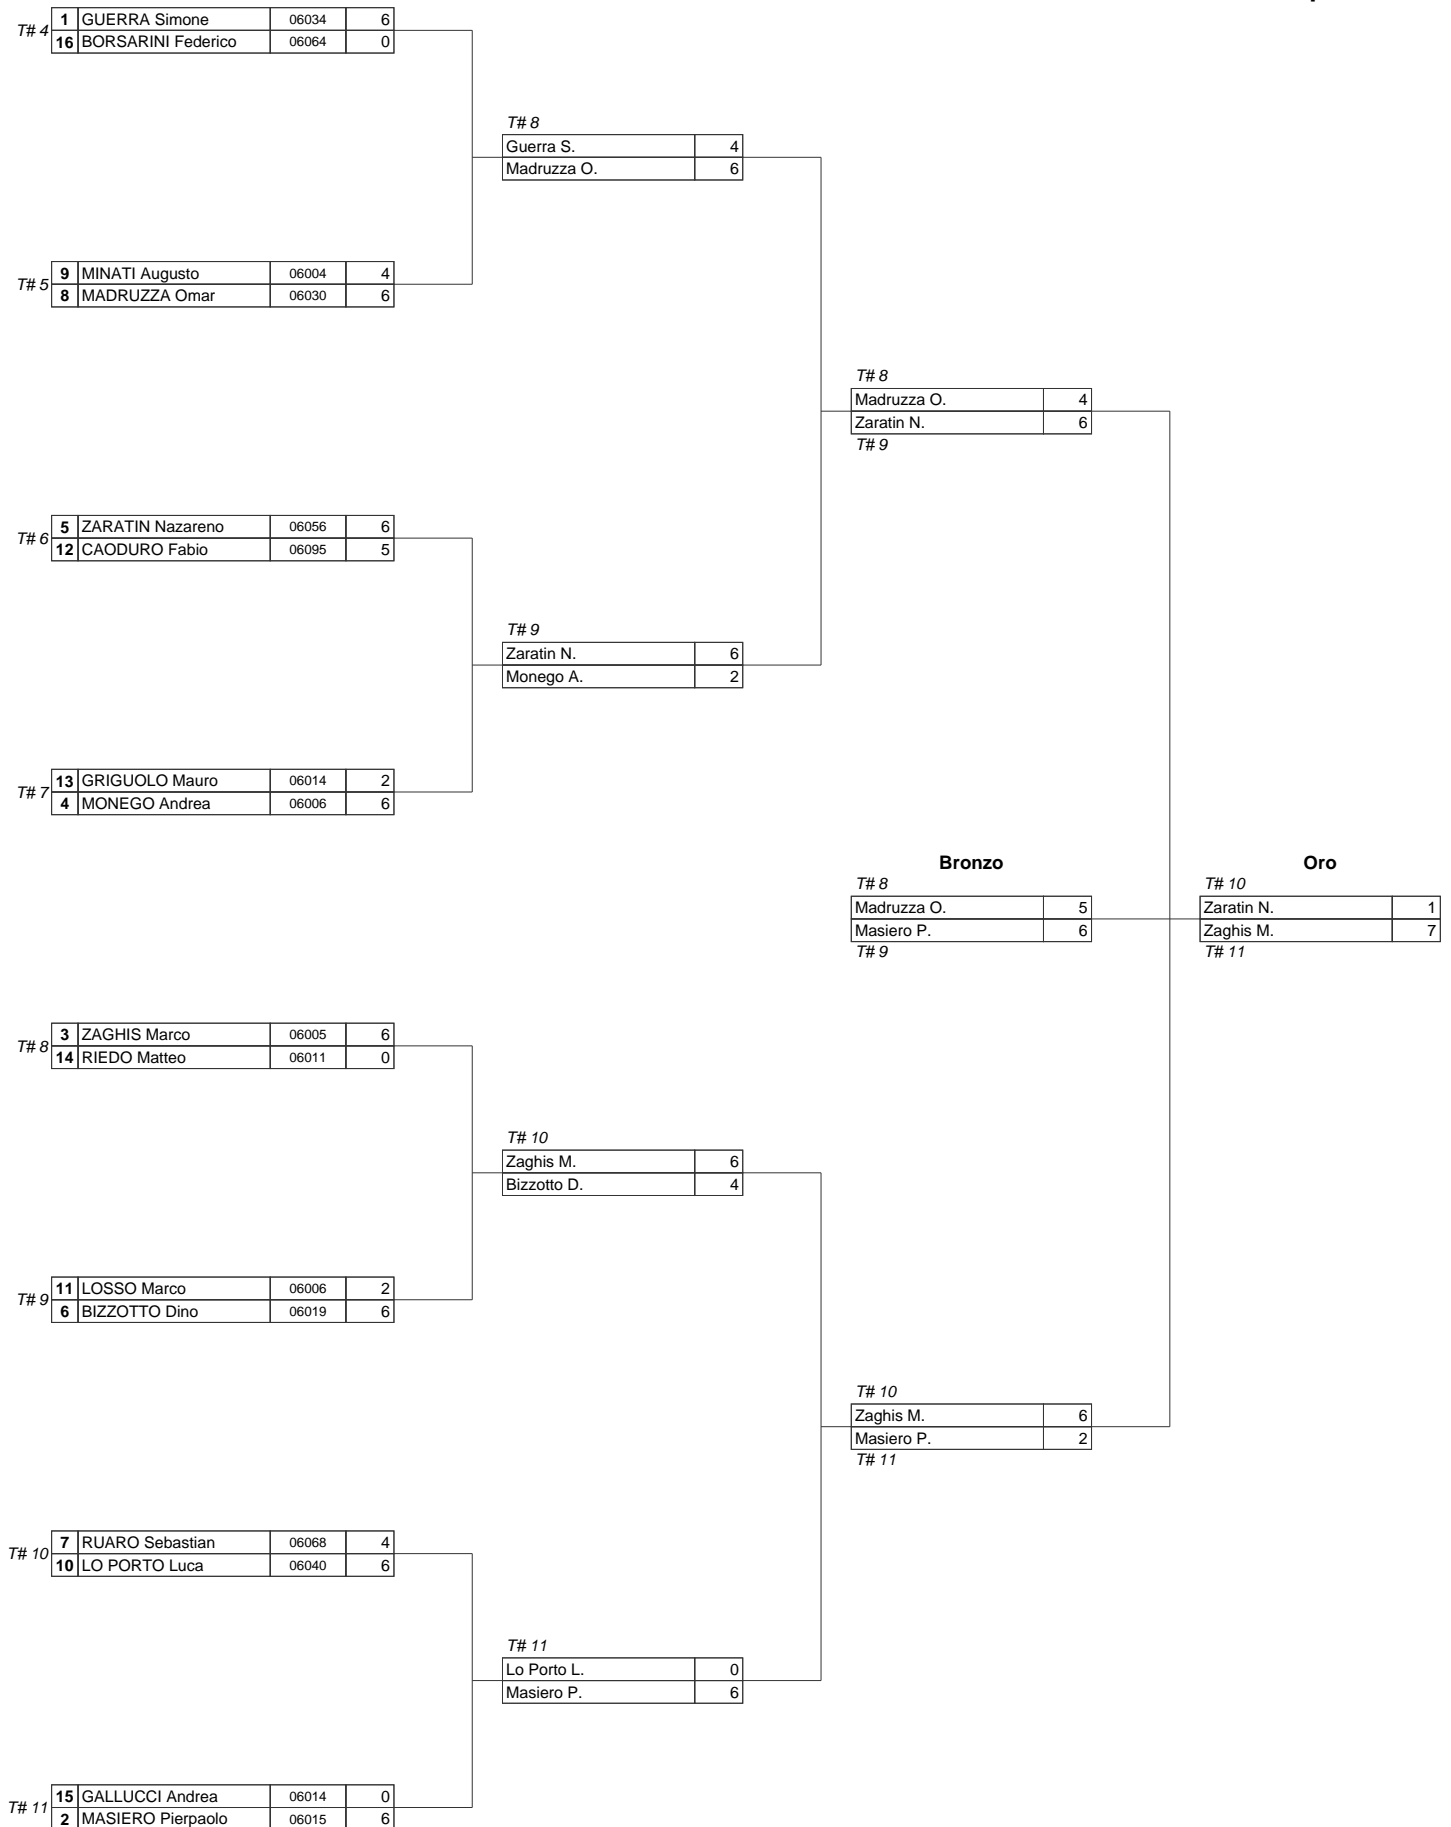 T# 4
1 GUERRA Simone 06034 6
16 BORSARINI Federico 06064 0
T# 8
Guerra S. 4
Madruzza O. 6
T# 5
9 MINATI Augusto 06004 4
8 MADRUZZA Omar 06030 6
T# 8
Madruzza O. 4
Zaratin N. 6
T# 9
T# 6
5 ZARATIN Nazareno 06056 6
12 CAODURO Fabio 06095 5
T# 9
Zaratin N. 6
Monego A. 2
T# 7
13 GRIGUOLO Mauro 06014 2
4 MONEGO Andrea 06006 6
Bronzo
T# 8
Madruzza O. 5
Masiero P. 6
T# 9
Oro
T# 10
Zaratin N. 1
Zaghis M. 7
T# 11
T# 8
3 ZAGHIS Marco 06005 6
14 RIEDO Matteo 06011 0
T# 10
Zaghis M. 6
Bizzotto D. 4
T# 9
11 LOSSO Marco 06006 2
6 BIZZOTTO Dino 06019 6
T# 10
Zaghis M. 6
Masiero P. 2
T# 11
T# 10
7 RUARO Sebastian 06068 4
10 LO PORTO Luca 06040 6
T# 11
Lo Porto L. 0
Masiero P. 6
T# 11
15 GALLUCCI Andrea 06014 0
2 MASIERO Pierpaolo 06015 6